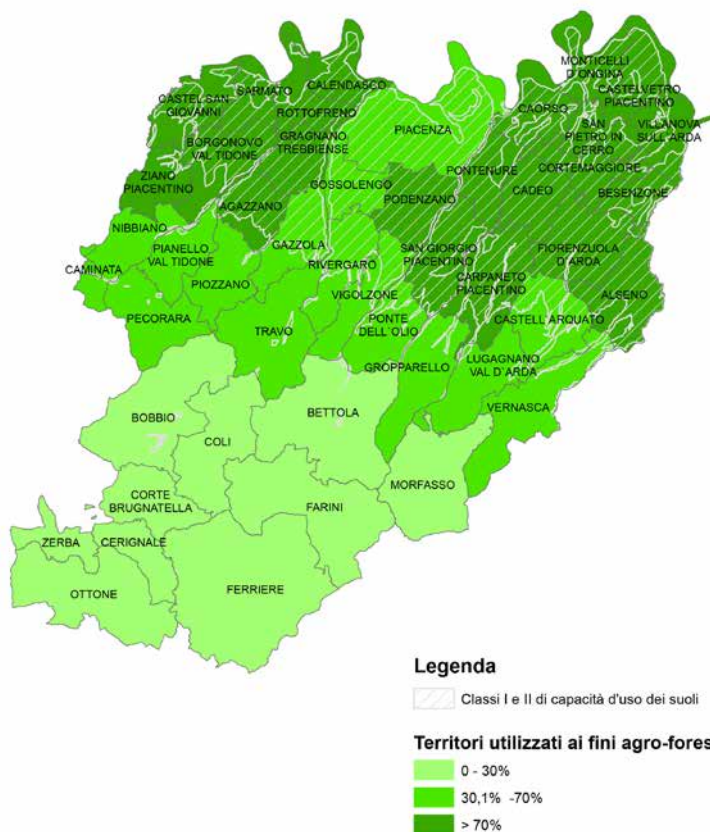 MONTICELLI
D'ONGINA
SARMATO
CALENDASCO
CASTELVETRO
PIACENTINO
CASTEL SAN
GIOVANNI
ROTTOFRENO
CAORSO
PIACENZA
SAN
PIETRO IN
CERRO
VILLANOVA
SULL'ARDA
GRAGNANO
TREBBIENSE
BORGONOVO
VAL TIDONE
PONTENURE
CORTEMAGGIORE
ZIANO
PIACENTINO
GOSSOLENGO
CADEO
BESENZONE
AGAZZANO
PODENZANO
NIBBIANO
GAZZOLA
SAN GIORGIO
PIACENTINO
FIORENZUOLA
D'ARDA
PIANELLO
VAL TIDONE
RIVERGARO
CAMINATA
CARPANETO
PIACENTINO
PIOZZANO
VIGOLZONE
ALSENO
PECORARA
TRAVO
PONTE
DELL'OLIO
CASTELL'ARQUATO
GROPPARELLO
LUGAGNANO
VAL D'ARDA
VERNASCA
BETTOLA
BOBBIO
COLI
MORFASSO
CORTE
BRUGNATELLA
FARINI
ZERBA
CERIGNALE
OTTONE
FERRIERE
Legenda
Classi I e II di capacità d'uso dei suoli
Territori utilizzati ai fini agro-fores
0 - 30%
30,1% -70%
> 70%